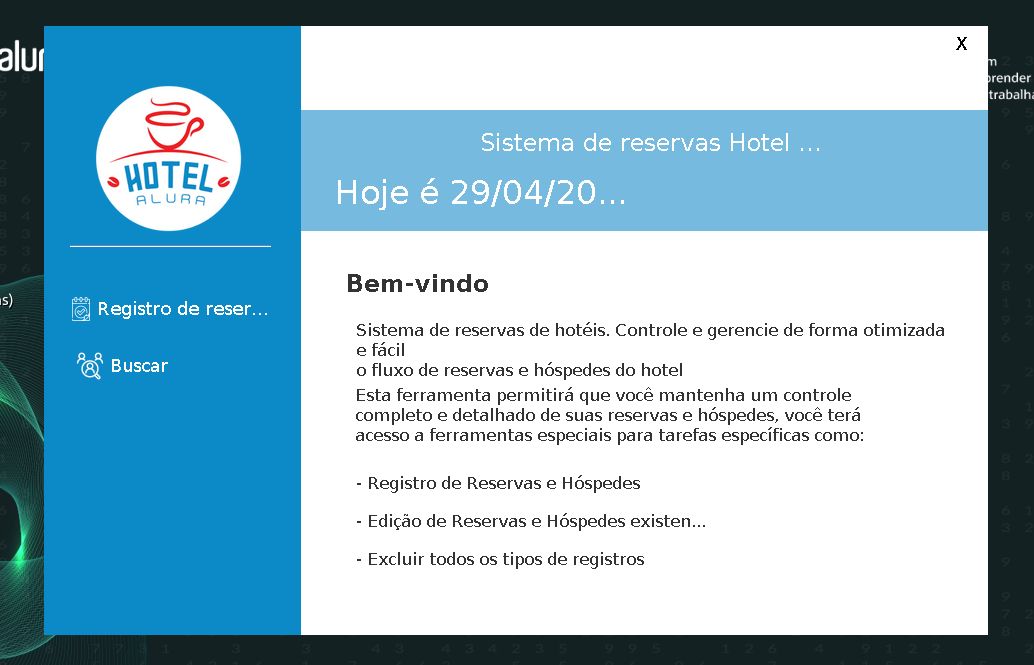 X
HOTEL
ALURA
Sistema de reservas Hotel ...
Hoje é 29/04/20...
Registro de reser...
Buscar
Bem-vindo
Sistema de reservas de hotéis. Controle e gerencie de forma otimizada
e fácil
o fluxo de reservas e hóspedes do hotel
Esta ferramenta permitirá que você mantenha um controle
completo e detalhado de suas reservas e hóspedes, você terá
acesso a ferramentas especiais para tarefas específicas como:
- Registro de Reservas e Hóspedes
- Edição de Reservas e Hóspedes existen...
- Excluir todos os tipos de registros